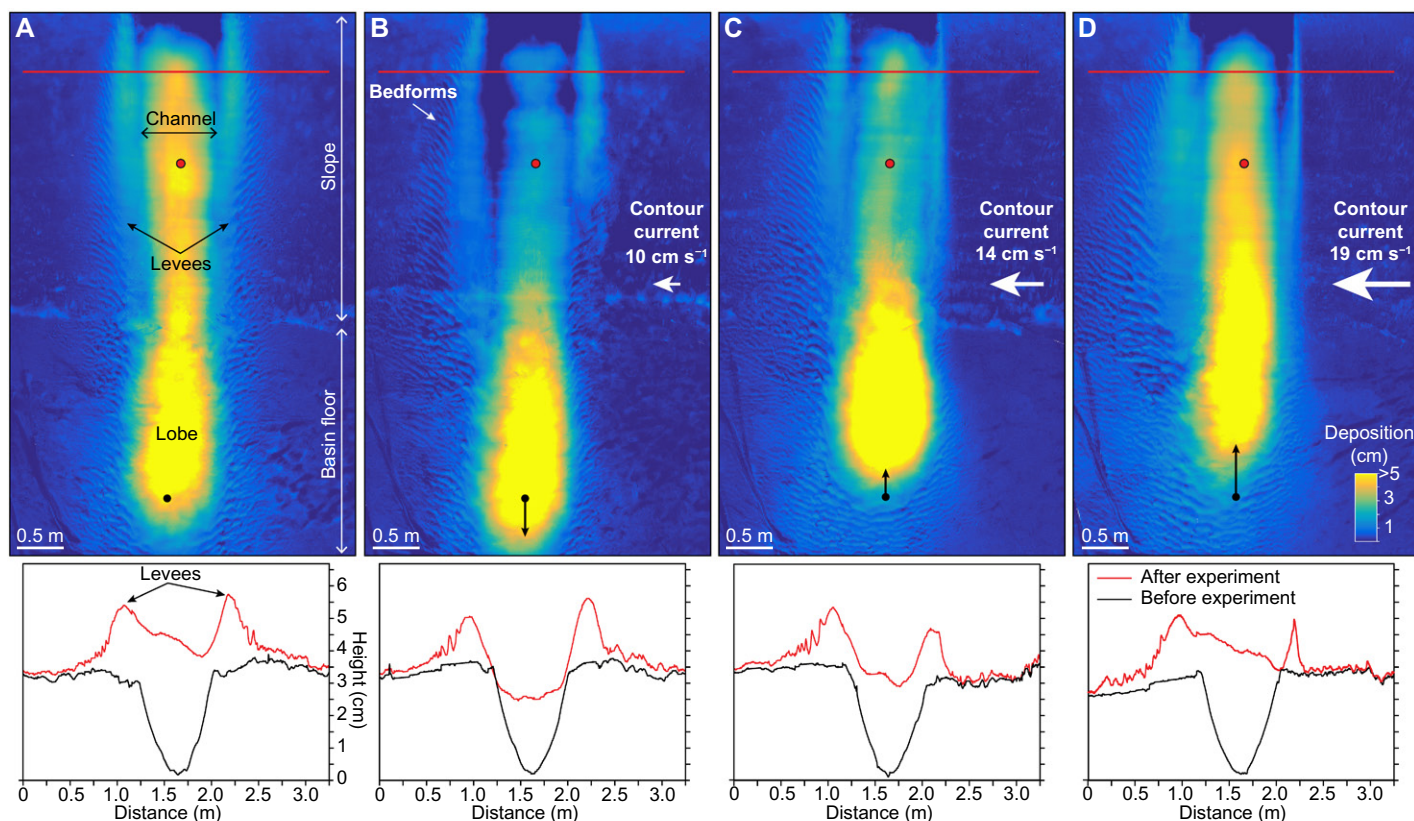 A
B
C
D
Bedforms
Channel
Slope
Levees
Contour
current
10 cm s⁻¹
Contour
current
14 cm s⁻¹
Contour
current
19 cm s⁻¹
Lobe
Basin floor
Deposition
(cm)
>5
3
1
0.5 m
0.5 m
0.5 m
0.5 m
Levees
After experiment
Before experiment
6
5
4
3
2
1
0
Height (cm)
0 0.5 1.0 1.5 2.0 2.5 3.0
0 0.5 1.0 1.5 2.0 2.5 3.0
0 0.5 1.0 1.5 2.0 2.5 3.0
0 0.5 1.0 1.5 2.0 2.5 3.0
Distance (m)
Distance (m)
Distance (m)
Distance (m)